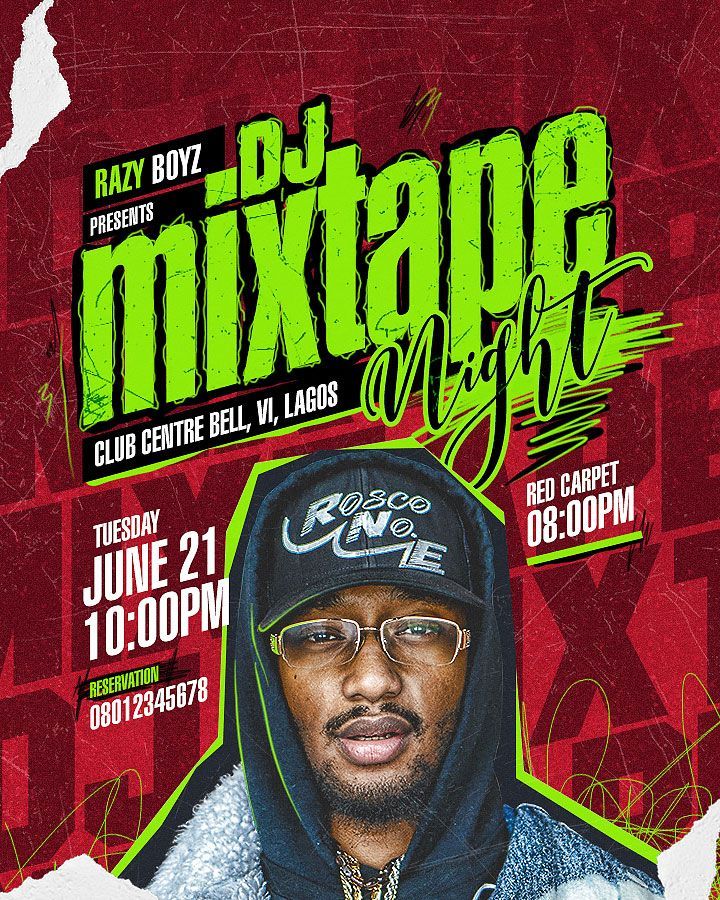 RAZY BOYZ
PRESENTS
DJ
mixtape
Night
CLUB CENTRE BELL, VI, LAGOS
RED CARPET
08:00PM
TUESDAY
JUNE 21
10:00PM
RESERVATION
08012345678
ROSCO
NO.
E